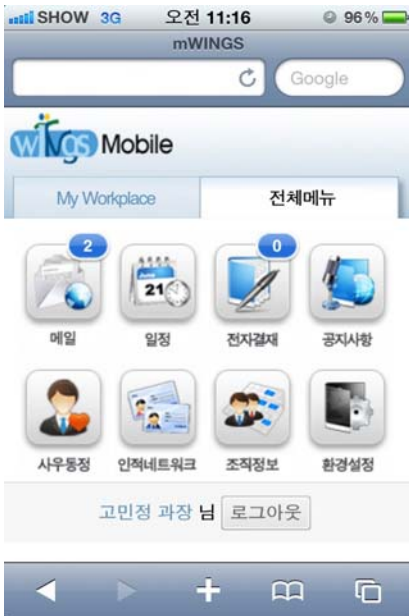 SHOW 3G 오전 11:16 96%
mWINGS
Google
wiNgs Mobile
My Workplace 전체메뉴
2 0
June
21
메일 일정 전자결재 공지사항
사우동정 인적네트워크 조직정보 환경설정
고민정 과장 님 로그아웃